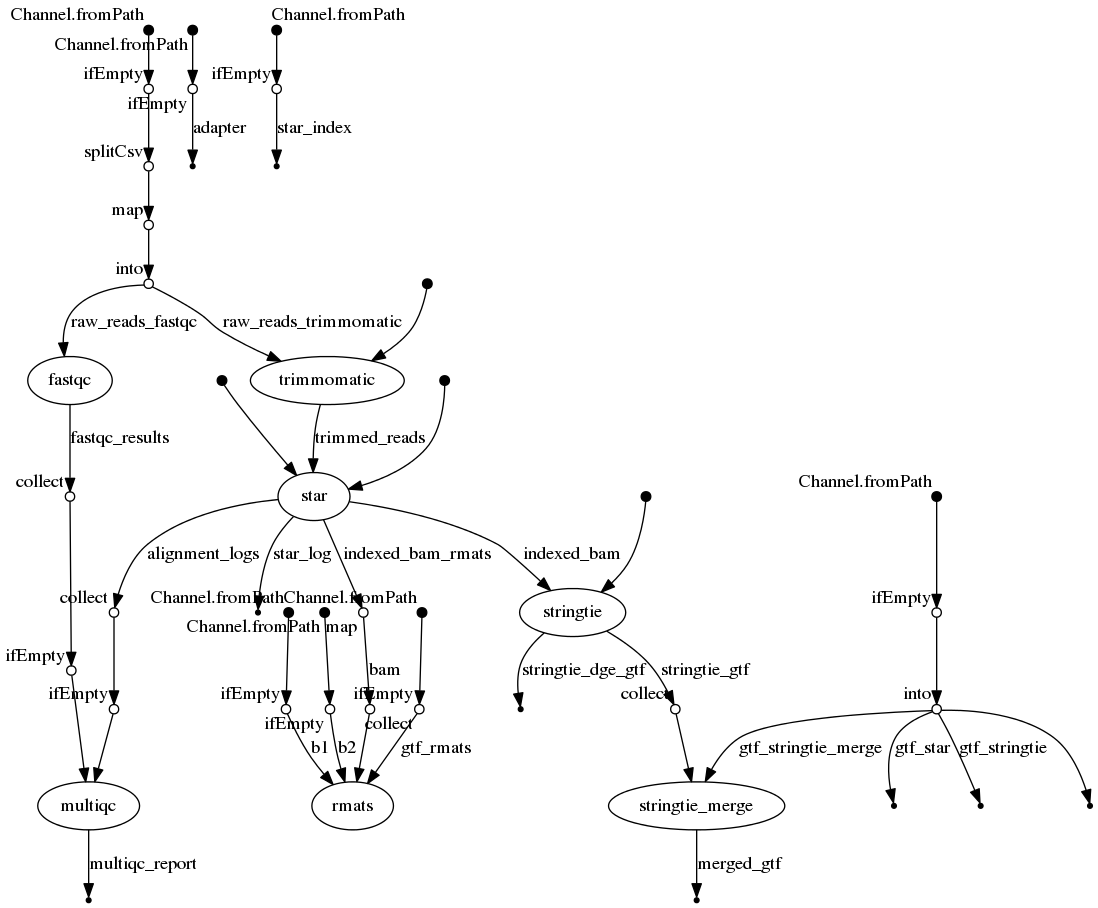 Channel.fromPath
Channel.fromPath
Channel.fromPath
ifEmpty
ifEmpty
ifEmpty
adapter
star_index
splitCsv
map
into
raw_reads_fastqc
raw_reads_trimmomatic
fastqc
trimmomatic
fastqc_results
trimmed_reads
collect
star
Channel.fromPath
alignment_logs
star_log
indexed_bam_rmats
indexed_bam
collect
Channel.fromPath
Channel.fromPath
ifEmpty
stringtie
Channel.fromPath
map
ifEmpty
bam
stringtie_dge_gtf
stringtie_gtf
ifEmpty
ifEmpty
ifEmpty
collect
into
ifEmpty
collect
b1
b2
gtf_rmats
gtf_stringtie_merge
gtf_star
gtf_stringtie
multiqc
rmats
stringtie_merge
multiqc_report
merged_gtf